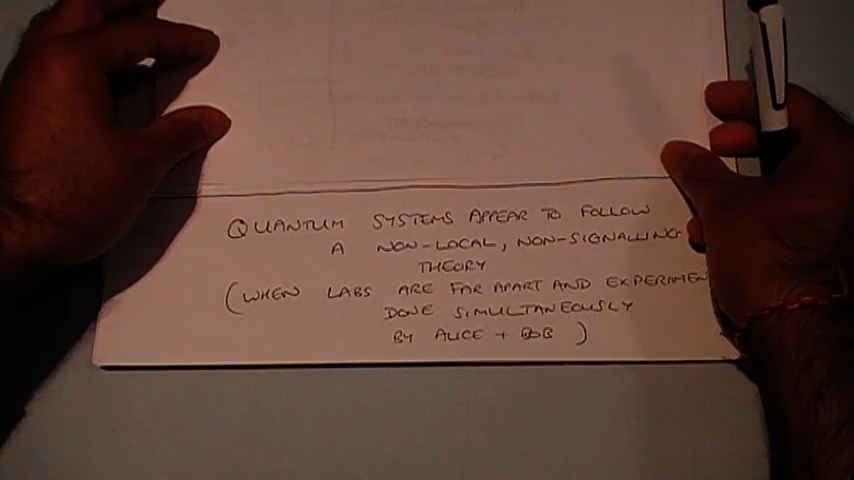 QUANTUM SYSTEMS APPEAR TO FOLLOW
A NON-LOCAL, NON-SIGNALLING
THEORY
(WHEN LABS ARE FAR APART AND EXPERIMEN
DONE SIMULTANEOUSLY
BY ALICE + BOB)